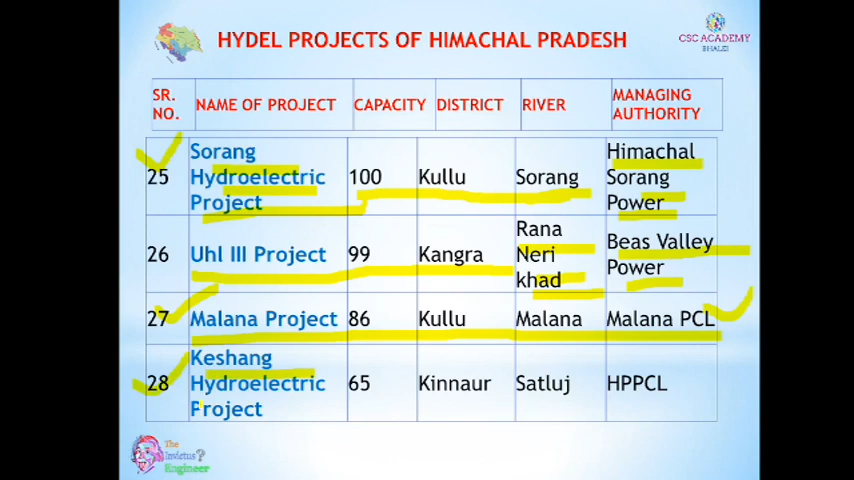 HYDEL PROJECTS OF HIMACHAL PRADESH
CSC ACADEMY
BHALEI
SR. NO. NAME OF PROJECT CAPACITY DISTRICT RIVER MANAGING AUTHORITY
25 Sorang Hydroelectric Project 100 Kullu Sorang Himachal Sorang Power
26 Uhl III Project 99 Kangra Rana Neri khad Beas Valley Power
27 Malana Project 86 Kullu Malana Malana PCL
28 Keshang Hydroelectric Project 65 Kinnaur Satluj HPPCL
The
Invictus?
Engineer